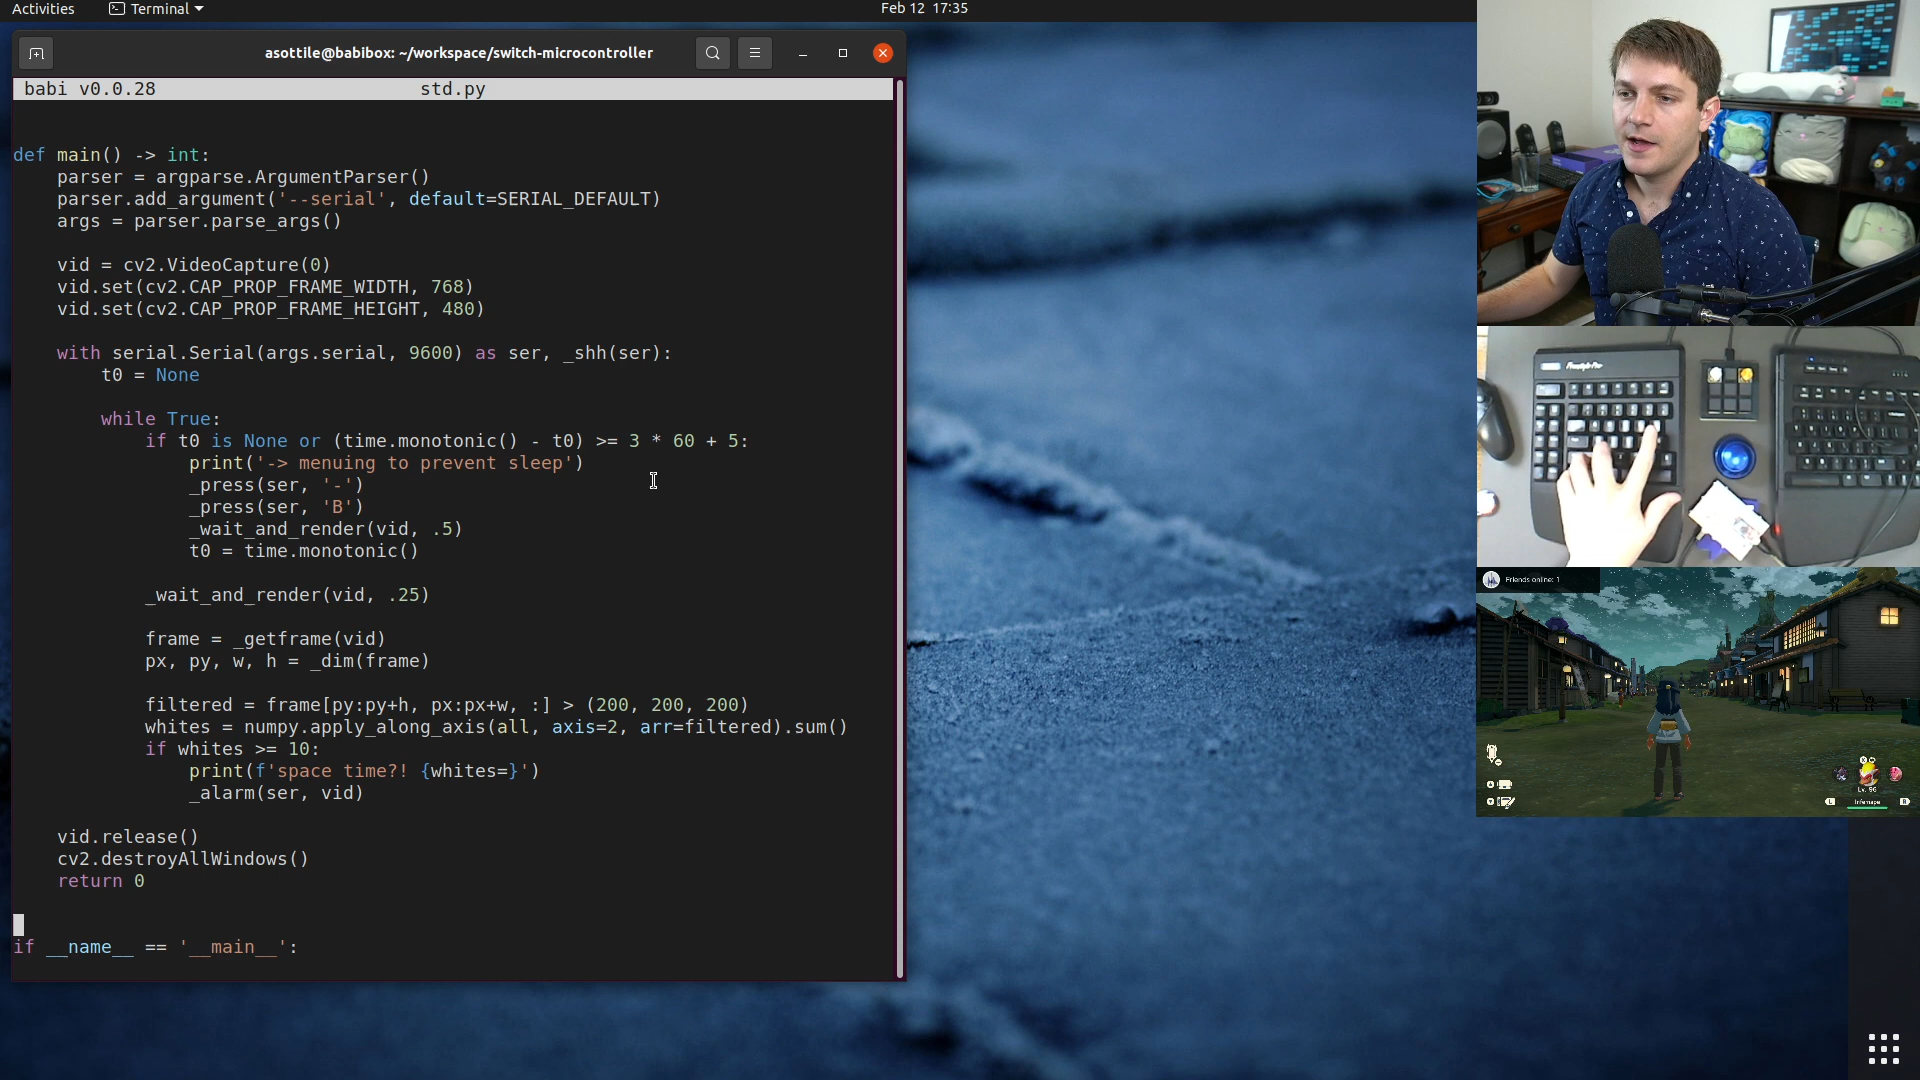 Activities
Terminal
Feb 12 17:35
asottile@babibox: ~/workspace/switch-microcontroller
babi v0.0.28
std.py
def main() -> int:
    parser = argparse.ArgumentParser()
    parser.add_argument('--serial', default=SERIAL_DEFAULT)
    args = parser.parse_args()
    vid = cv2.VideoCapture(0)
    vid.set(cv2.CAP_PROP_FRAME_WIDTH, 768)
    vid.set(cv2.CAP_PROP_FRAME_HEIGHT, 480)
    with serial.Serial(args.serial, 9600) as ser, _shh(ser):
        t0 = None
        while True:
            if t0 is None or (time.monotonic() - t0) >= 3 * 60 + 5:
                print('-> menuing to prevent sleep')
                _press(ser, '-')
                _press(ser, 'B')
                _wait_and_render(vid, .5)
                t0 = time.monotonic()
            _wait_and_render(vid, .25)
            frame = _getframe(vid)
            px, py, w, h = _dim(frame)
            filtered = frame[py:py+h, px:px+w, :] > (200, 200, 200)
            whites = numpy.apply_along_axis(all, axis=2, arr=filtered).sum()
            if whites >= 10:
                print(f'space time?! {whites=}')
                _alarm(ser, vid)
    vid.release()
    cv2.destroyAllWindows()
    return 0
if __name__ == '__main__':
Freestyle Pro
Friends online: 1
Lv. 96
L
Infernape
R